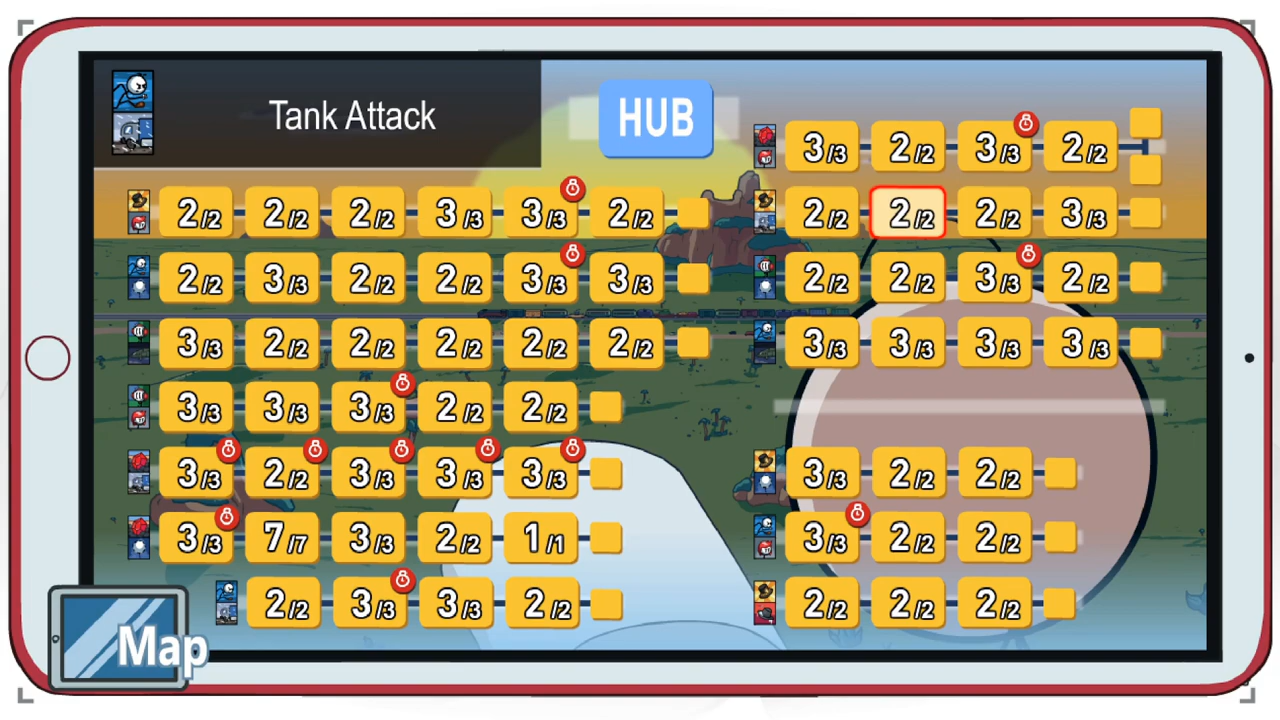 Tank Attack
HUB
3/3 2/2 3/3 2/2
2/2 2/2 2/2 3/3 3/3 2/2
2/2 2/2 2/2 3/3
2/2 3/3 2/2 2/2 3/3 3/3
2/2 2/2 3/3 2/2
3/3 2/2 2/2 2/2 2/2 2/2
3/3 3/3 3/3 3/3
3/3 3/3 3/3 2/2 2/2
3/3 2/2 3/3 3/3 3/3
3/3 2/2 2/2
3/3 7/7 3/3 2/2 1/1
3/3 2/2 2/2
2/2 3/3 3/3 2/2
2/2 2/2 2/2
Map